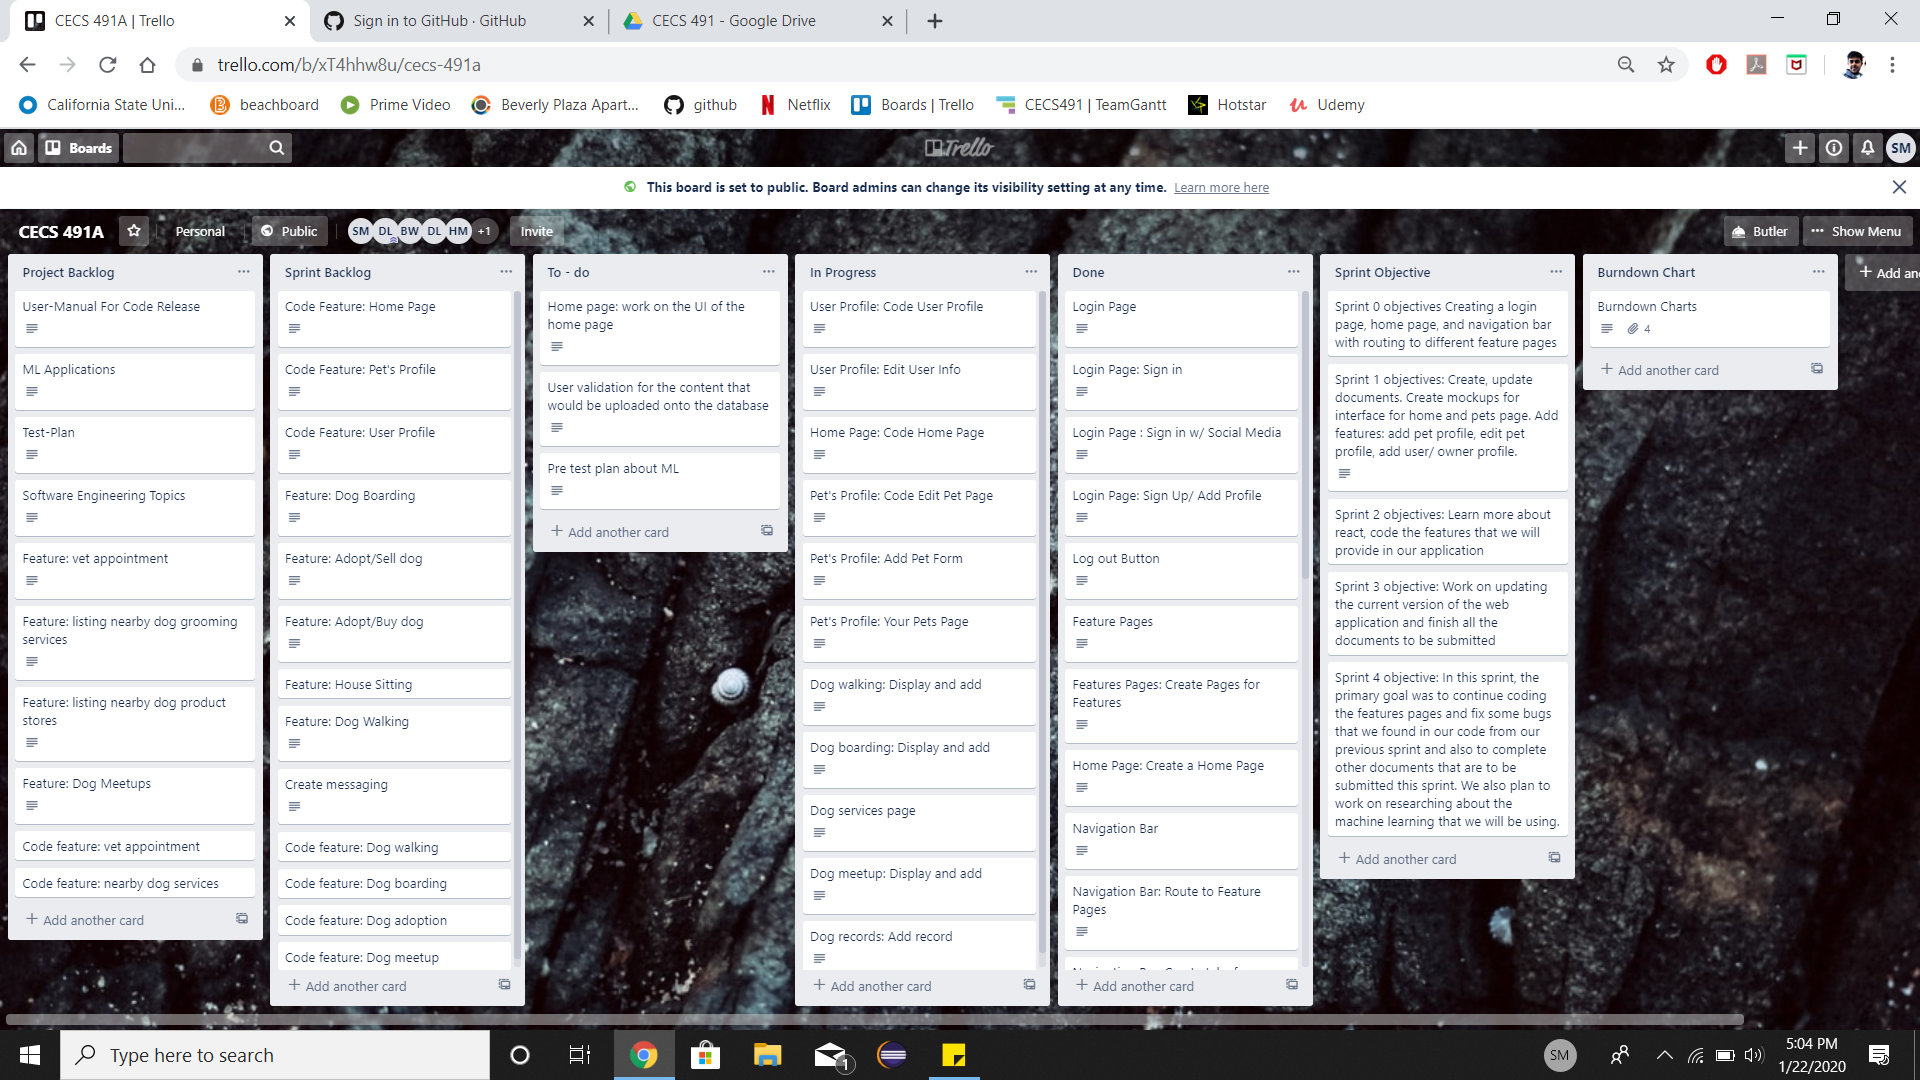 CECS 491A | Trello
Sign in to GitHub · GitHub
CECS 491 - Google Drive
trello.com/b/xT4hhw8u/cecs-491a
California State Uni...
beachboard
Prime Video
Beverly Plaza Apart...
github
Netflix
Boards | Trello
CECS491 | TeamGantt
Hotstar
Udemy
Boards
Trello
SM
This board is set to public. Board admins can change its visibility setting at any time. Learn more here
CECS 491A
Personal
Public
SM DL BW DL HM +1
Invite
Butler
Show Menu
Project Backlog
User-Manual For Code Release
ML Applications
Test-Plan
Software Engineering Topics
Feature: vet appointment
Feature: listing nearby dog grooming
services
Feature: listing nearby dog product
stores
Feature: Dog Meetups
Code feature: vet appointment
Code feature: nearby dog services
+ Add another card
Sprint Backlog
Code Feature: Home Page
Code Feature: Pet's Profile
Code Feature: User Profile
Feature: Dog Boarding
Feature: Adopt/Sell dog
Feature: Adopt/Buy dog
Feature: House Sitting
Feature: Dog Walking
Create messaging
Code feature: Dog walking
Code feature: Dog boarding
Code feature: Dog adoption
Code feature: Dog meetup
+ Add another card
To - do
Home page: work on the UI of the
home page
User validation for the content that
would be uploaded onto the database
Pre test plan about ML
+ Add another card
In Progress
User Profile: Code User Profile
User Profile: Edit User Info
Home Page: Code Home Page
Pet's Profile: Code Edit Pet Page
Pet's Profile: Add Pet Form
Pet's Profile: Your Pets Page
Dog walking: Display and add
Dog boarding: Display and add
Dog services page
Dog meetup: Display and add
Dog records: Add record
+ Add another card
Done
Login Page
Login Page: Sign in
Login Page : Sign in w/ Social Media
Login Page: Sign Up/ Add Profile
Log out Button
Feature Pages
Features Pages: Create Pages for
Features
Home Page: Create a Home Page
Navigation Bar
Navigation Bar: Route to Feature
Pages
+ Add another card
Sprint Objective
Sprint 0 objectives Creating a login
page, home page, and navigation bar
with routing to different feature pages
Sprint 1 objectives: Create, update
documents. Create mockups for
interface for home and pets page. Add
features: add pet profile, edit pet
profile, add user/ owner profile.
Sprint 2 objectives: Learn more about
react, code the features that we will
provide in our application
Sprint 3 objective: Work on updating
the current version of the web
application and finish all the
documents to be submitted
Sprint 4 objective: In this sprint, the
primary goal was to continue coding
the features pages and fix some bugs
that we found in our code from our
previous sprint and also to complete
other documents that are to be
submitted this sprint. We also plan to
work on researching about the
machine learning that we will be using.
+ Add another card
Burndown Chart
Burndown Charts
4
+ Add another card
+ Add an
Type here to search
1
SM
5:04 PM
1/22/2020